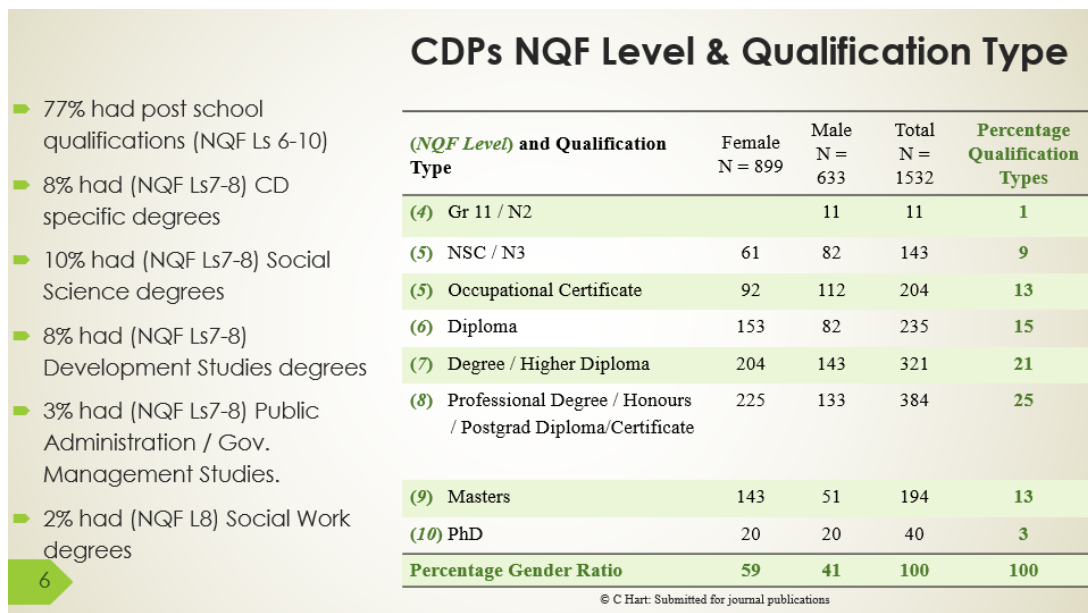 CDPs NQF Level & Qualification Type
77% had post school
qualifications (NQF Ls 6-10)
8% had (NQF Ls7-8) CD
specific degrees
10% had (NQF Ls7-8) Social
Science degrees
8% had (NQF Ls7-8)
Development Studies degrees
3% had (NQF Ls7-8) Public
Administration / Gov.
Management Studies.
2% had (NQF L8) Social Work
degrees
6
(NQF Level) and Qualification Type Female N = 899 Male N = 633 Total N = 1532 Percentage Qualification Types
(4) Gr 11 / N2 11 11 1
(5) NSC / N3 61 82 143 9
(5) Occupational Certificate 92 112 204 13
(6) Diploma 153 82 235 15
(7) Degree / Higher Diploma 204 143 321 21
(8) Professional Degree / Honours 225 133 384 25
/ Postgrad Diploma/Certificate
(9) Masters 143 51 194 13
(10) PhD 20 20 40 3
Percentage Gender Ratio 59 41 100 100
© C Hart: Submitted for journal publications